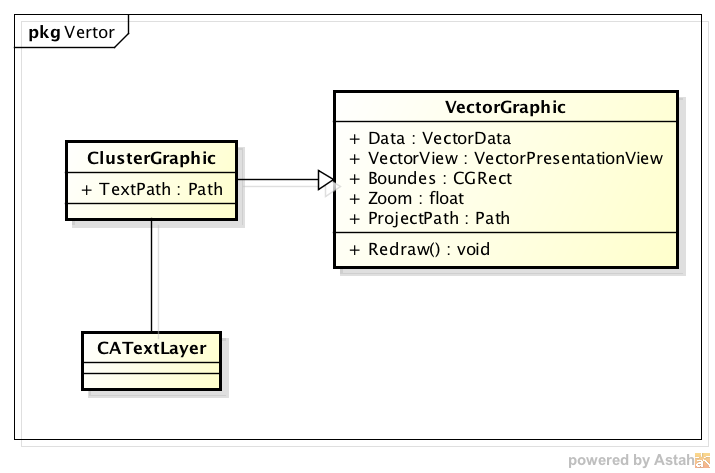 pkg Vertor
VectorGraphic
+ Data : VectorData
+ VectorView : VectorPresentationView
+ Boundes : CGRect
+ Zoom : float
+ ProjectPath : Path
+ Redraw() : void
ClusterGraphic
+ TextPath : Path
CATextLayer
powered by Astah